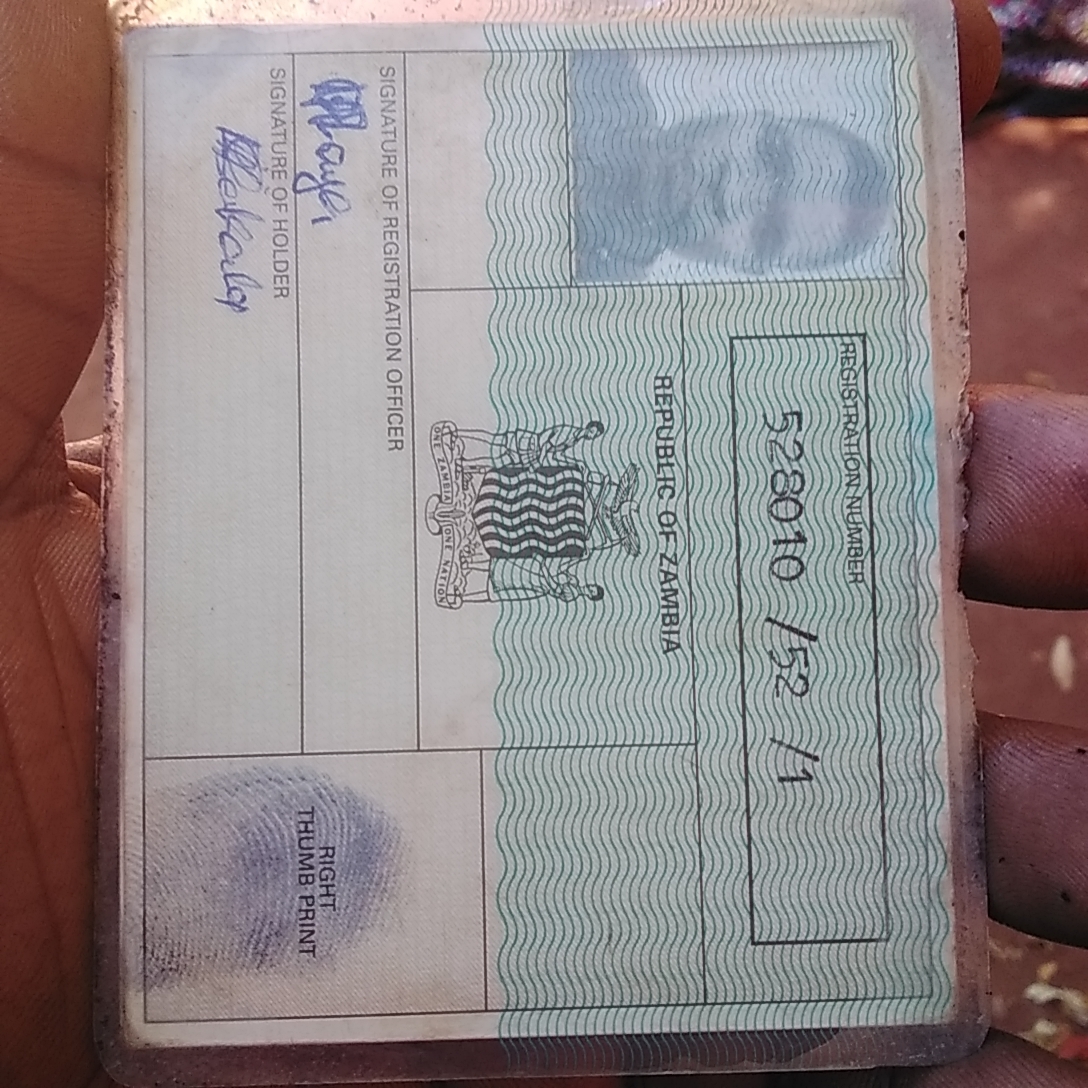 REGISTRATION NUMBER
528010 /52 /1
REPUBLIC OF ZAMBIA
ONE ZAMBIA ONE NATION
SIGNATURE OF REGISTRATION OFFICER
SIGNATURE OF HOLDER
RIGHT
THUMB PRINT